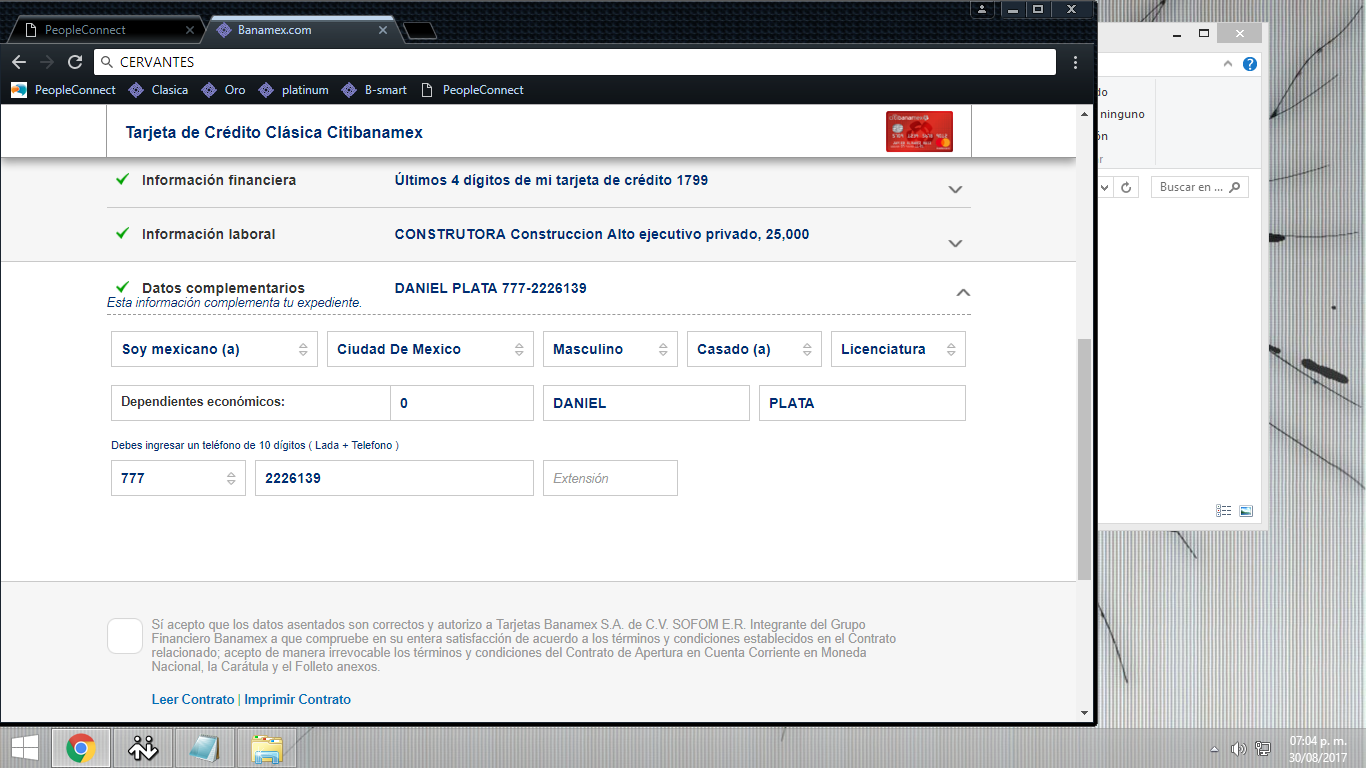 PeopleConnect
Banamex.com
CERVANTES
PeopleConnect Clasica Oro platinum B-smart PeopleConnect
Tarjeta de Crédito Clásica Citibanamex
Información financiera Últimos 4 dígitos de mi tarjeta de crédito 1799
Información laboral CONSTRUTORA Construccion Alto ejecutivo privado, 25,000
Datos complementarios DANIEL PLATA 777-2226139
Esta información complementa tu expediente.
Soy mexicano (a) Ciudad De Mexico Masculino Casado (a) Licenciatura
Dependientes económicos: 0 DANIEL PLATA
Debes ingresar un teléfono de 10 dígitos ( Lada + Telefono )
777 2226139 Extensión
Sí acepto que los datos asentados son correctos y autorizo a Tarjetas Banamex S.A. de C.V. SOFOM E.R. Integrante del Grupo
Financiero Banamex a que compruebe en su entera satisfacción de acuerdo a los términos y condiciones establecidos en el Contrato
relacionado; acepto de manera irrevocable los términos y condiciones del Contrato de Apertura en Cuenta Corriente en Moneda
Nacional, la Carátula y el Folleto anexos.
Leer Contrato | Imprimir Contrato
do
ninguno
ón
ar
Buscar en ...
07:04 p. m.
30/08/2017